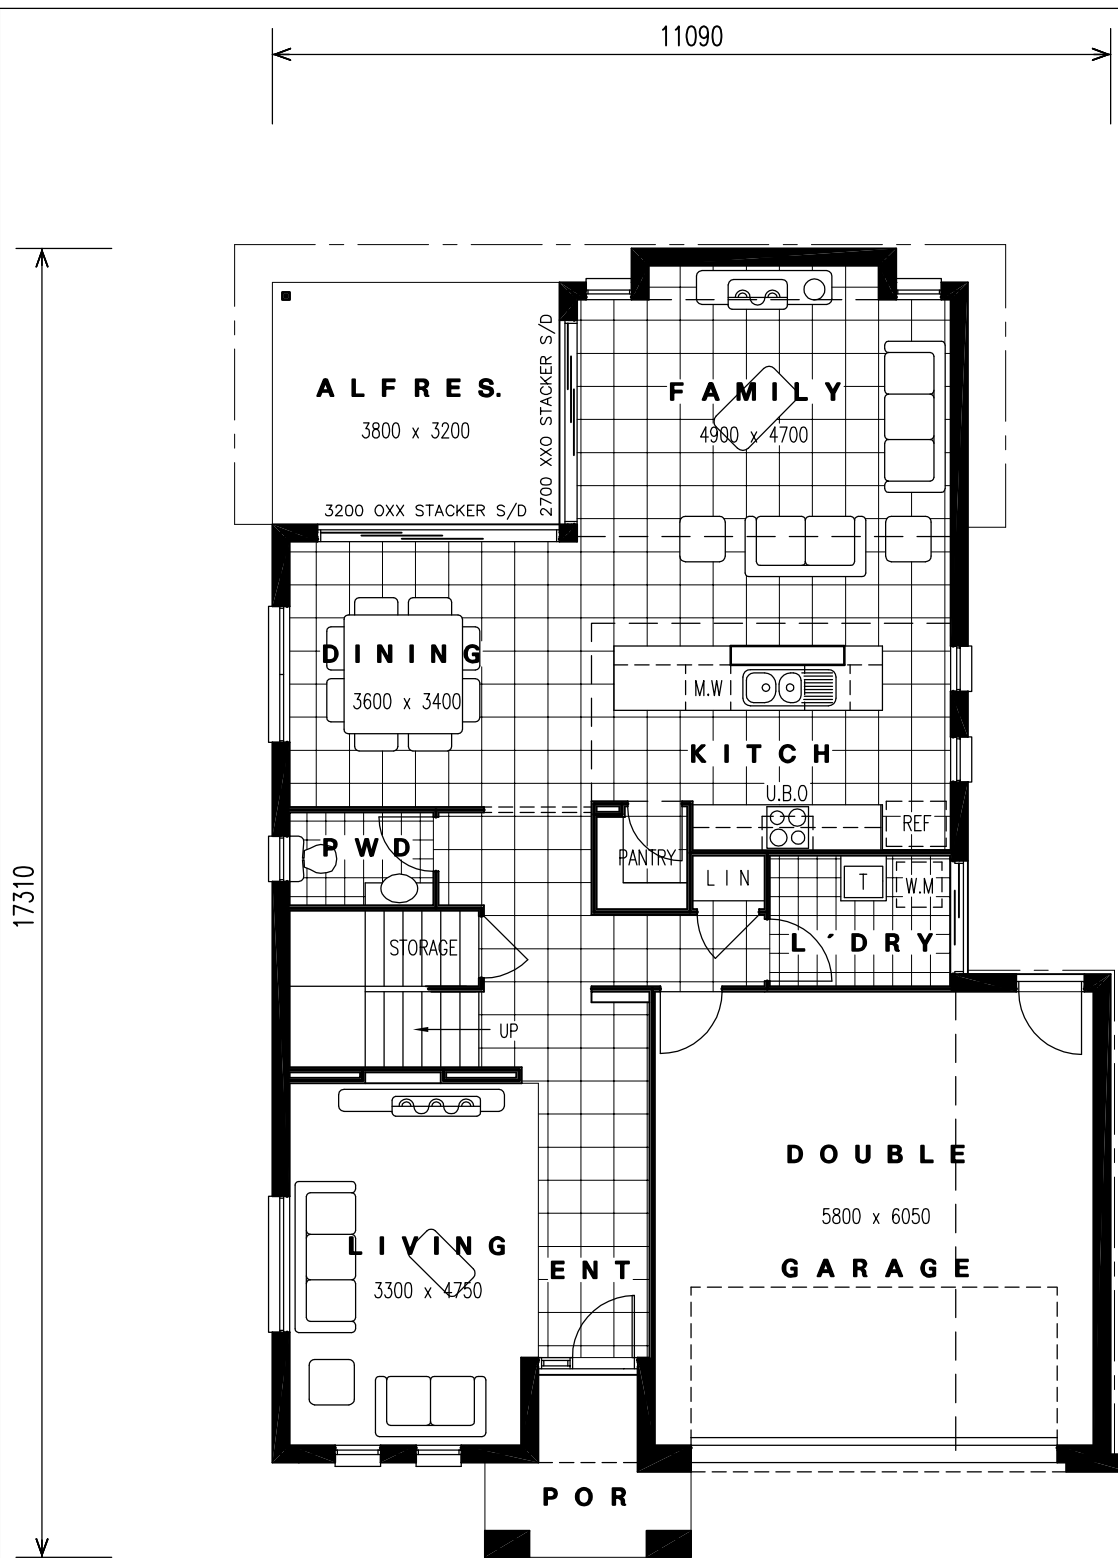 11090
17310
ALFRES.
3800 x 3200
3200 OXX STACKER S/D
2700 XXO STACKER S/D
FAMILY
4900 x 4700
DINING
3600 x 3400
M.W
KITCH
U.B.O
REF
PWD
PANTRY
LIN
T
W.M
L'DRY
STORAGE
UP
DOUBLE
5800 x 6050
GARAGE
LIVING
3300 x 4750
ENT
POR